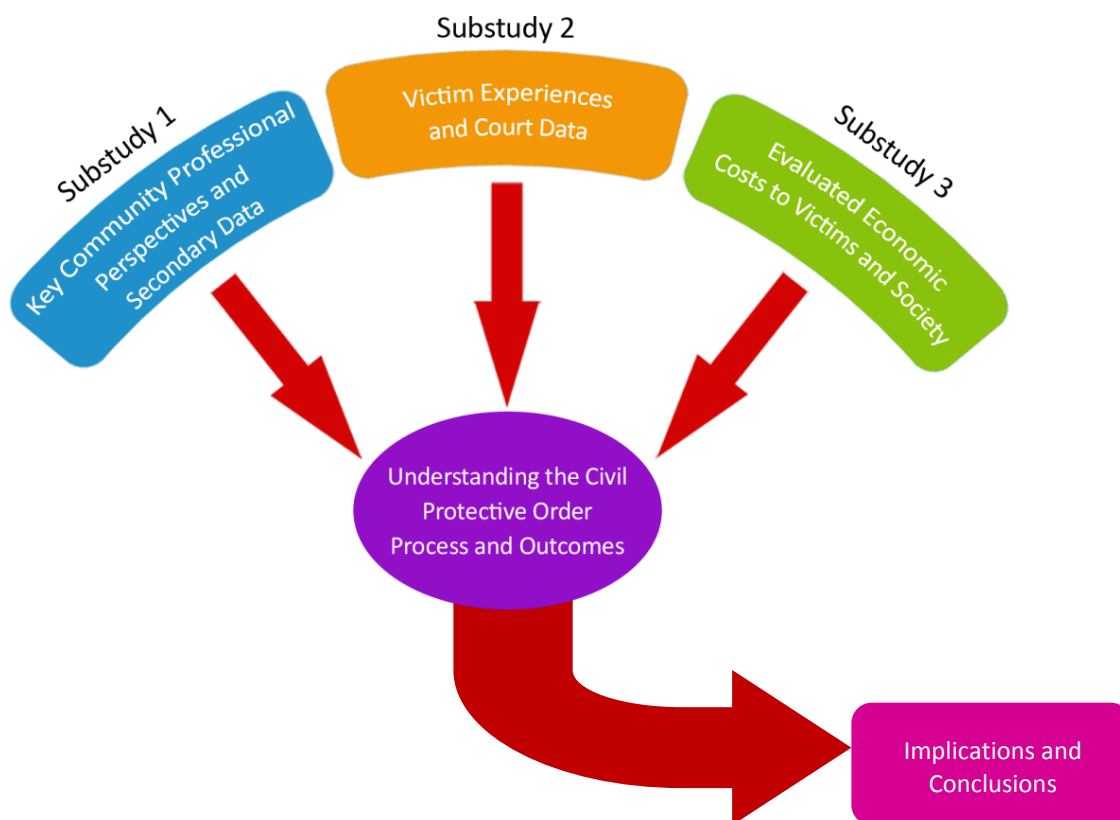 Substudy 1
Key Community Professional
Perspectives and
Secondary Data
Substudy 2
Victim Experiences
and Court Data
Substudy 3
Evaluated Economic
Costs to Victims and Society
Understanding the Civil
Protective Order
Process and Outcomes
Implications and
Conclusions